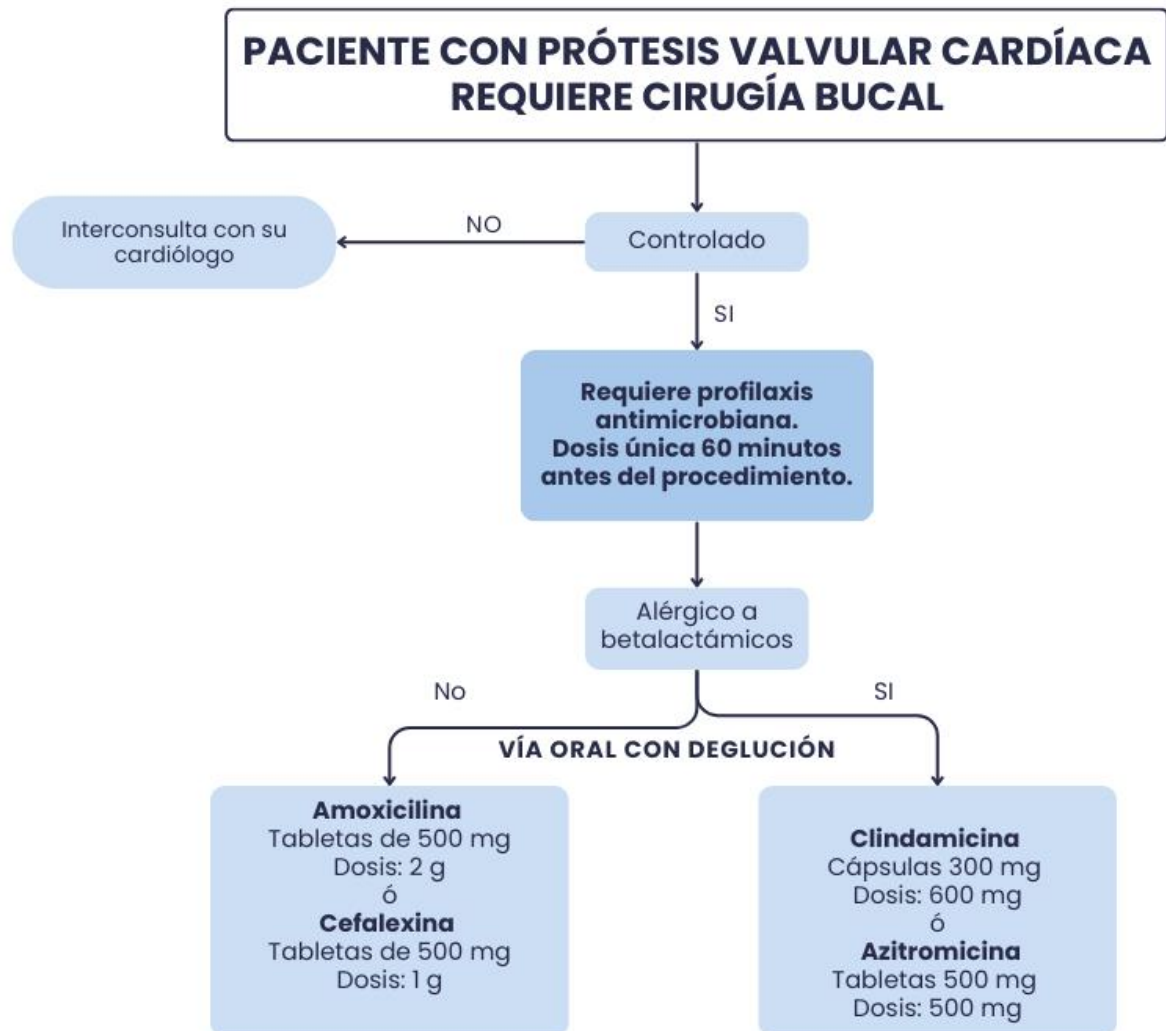 PACIENTE CON PRÓTESIS VALVULAR CARDÍACA
REQUIERE CIRUGÍA BUCAL
Interconsulta con su
cardiólogo
NO
Controlado
SI
Requiere profilaxis
antimicrobiana.
Dosis única 60 minutos
antes del procedimiento.
Alérgico a
betalactámicos
No
SI
VÍA ORAL CON DEGLUCIÓN
Amoxicilina
Tabletas de 500 mg
Dosis: 2 g
ó
Cefalexina
Tabletas de 500 mg
Dosis: 1 g
Clindamicina
Cápsulas 300 mg
Dosis: 600 mg
ó
Azitromicina
Tabletas 500 mg
Dosis: 500 mg